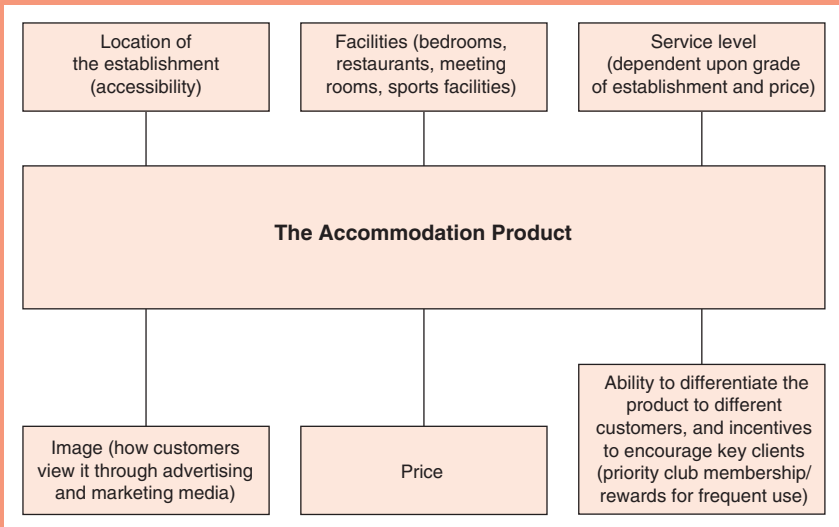 Location of
the establishment
(accessibility)
Facilities (bedrooms,
restaurants, meeting
rooms, sports facilities)
Service level
(dependent upon grade
of establishment and price)
The Accommodation Product
Image (how customers
view it through advertising
and marketing media)
Price
Ability to differentiate the
product to different
customers, and incentives
to encourage key clients
(priority club membership/
rewards for frequent use)